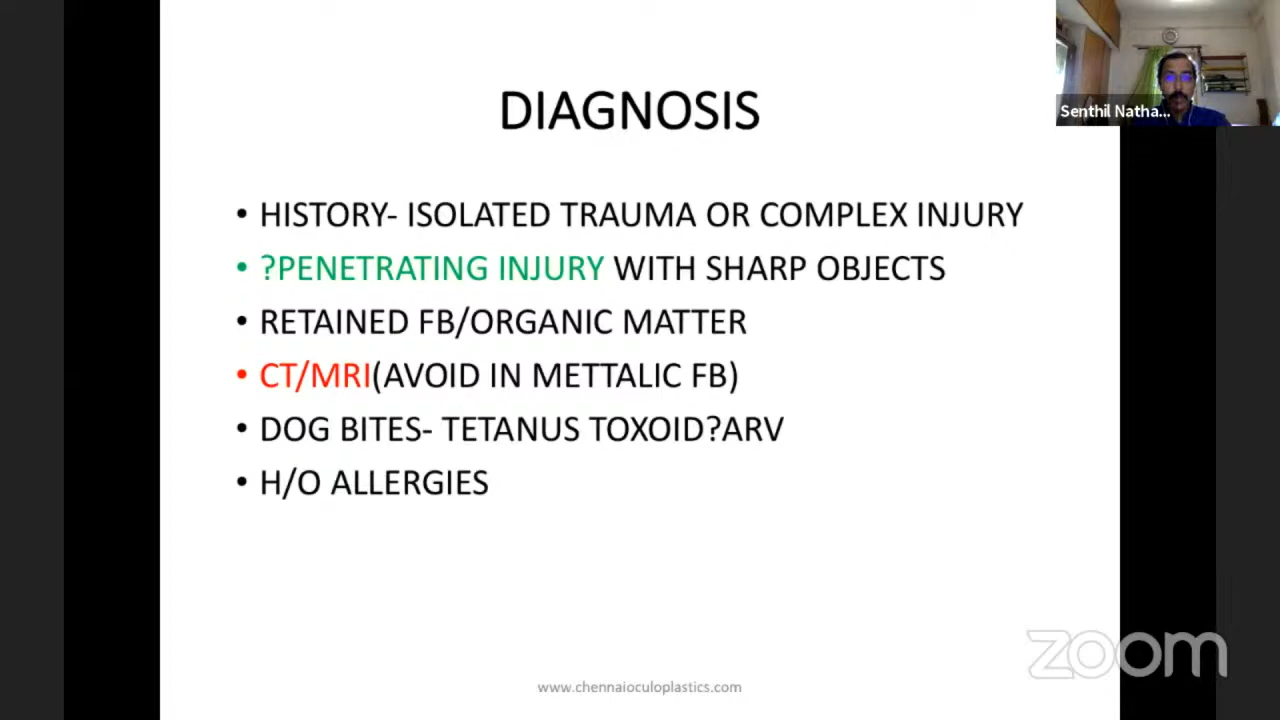 DIAGNOSIS
Senthil Natha...
• HISTORY- ISOLATED TRAUMA OR COMPLEX INJURY
• ?PENETRATING INJURY WITH SHARP OBJECTS
• RETAINED FB/ORGANIC MATTER
• CT/MRI(AVOID IN METTALIC FB)
• DOG BITES- TETANUS TOXOID?ARV
• H/O ALLERGIES
zoom
www.chennaioculoplastics.com